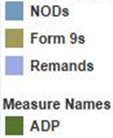 NODs
Form 9s
Remands
Measure Names
ADP